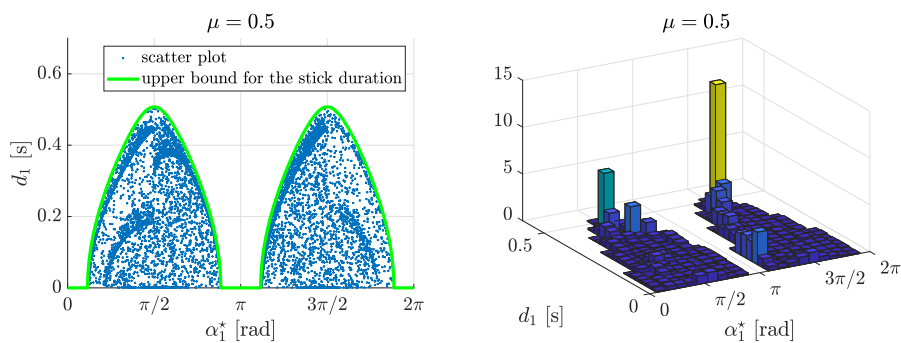 μ = 0.5
scatter plot
upper bound for the stick duration
0.6
0.4
0.2
0
d₁ [s]
0 π/2 π 3π/2 2π
α₁⋆ [rad]
μ = 0.5
15
10
5
0
0.5
0
d₁ [s]
0 π/2 π 3π/2 2π
α₁⋆ [rad]